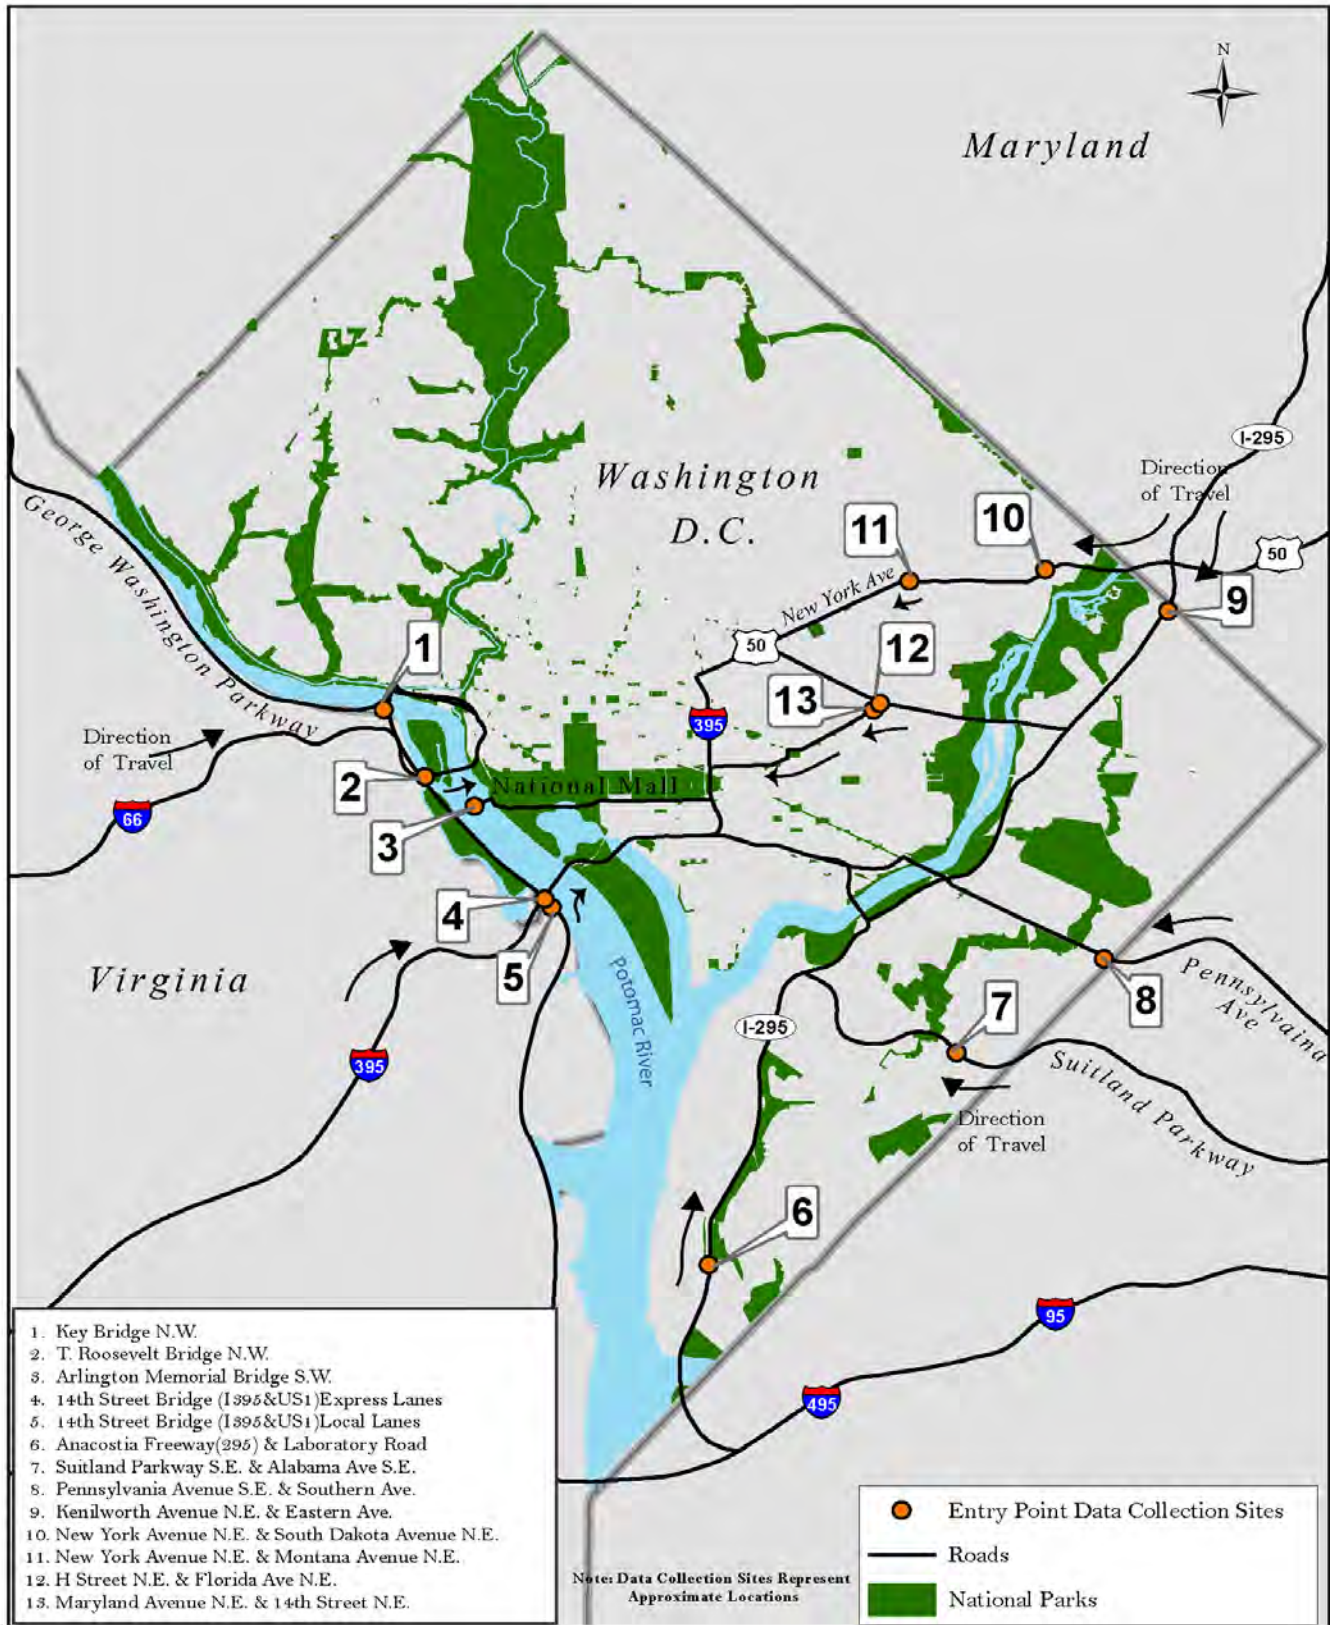 N
Maryland
I-295
Direction
of Travel
Washington
D.C.
George Washington Parkway
11
10
50
New York Ave
9
1
12
50
13
395
Direction
of Travel
2
National Mall
66
3
4
5
Virginia
Potomac River
8
Pennsylvaina
Ave
7
I-295
395
Suitland Parkway
Direction
of Travel
6
95
495
1. Key Bridge N.W.
2. T. Roosevelt Bridge N.W.
3. Arlington Memorial Bridge S.W.
4. 14th Street Bridge (I395&US1)Express Lanes
5. 14th Street Bridge (I395&US1)Local Lanes
6. Anacostia Freeway(295) & Laboratory Road
7. Suitland Parkway S.E. & Alabama Ave S.E.
8. Pennsylvania Avenue S.E. & Southern Ave.
9. Kenilworth Avenue N.E. & Eastern Ave.
10. New York Avenue N.E. & South Dakota Avenue N.E.
11. New York Avenue N.E. & Montana Avenue N.E.
12. H Street N.E. & Florida Ave N.E.
13. Maryland Avenue N.E. & 14th Street N.E.
Note: Data Collection Sites Represent
Approximate Locations
Entry Point Data Collection Sites
Roads
National Parks